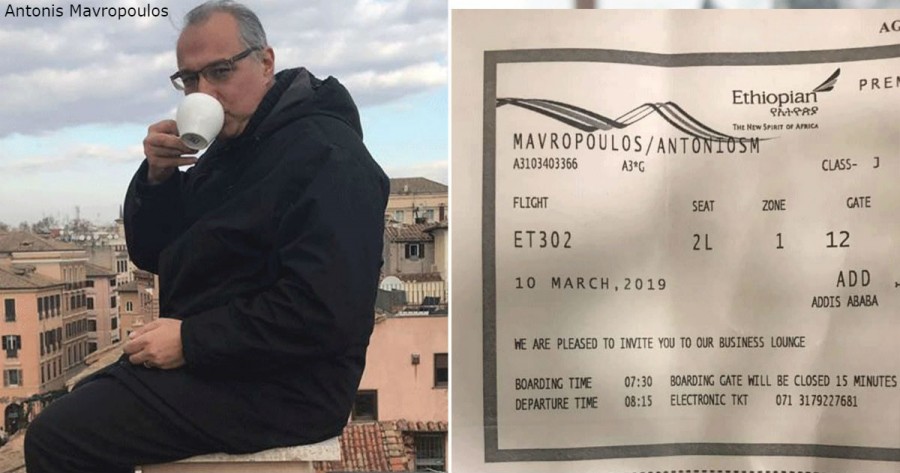 Antonis Mavropoulos
Ethiopian
የኢትዮጵያ
THE NEW SPIRIT OF AFRICA
MAVROPOULOS/ANTONIOSM
A3103403366 A3*G CLASS- J
FLIGHT SEAT ZONE GATE
ET302 2L 1 12
10 MARCH,2019 ADD
ADDIS ABABA
WE ARE PLEASED TO INVITE YOU TO OUR BUSINESS LOUNGE
BOARDING TIME 07:30 BOARDING GATE WILL BE CLOSED 15 MINUTES
DEPARTURE TIME 08:15 ELECTRONIC TKT 071 3179227681